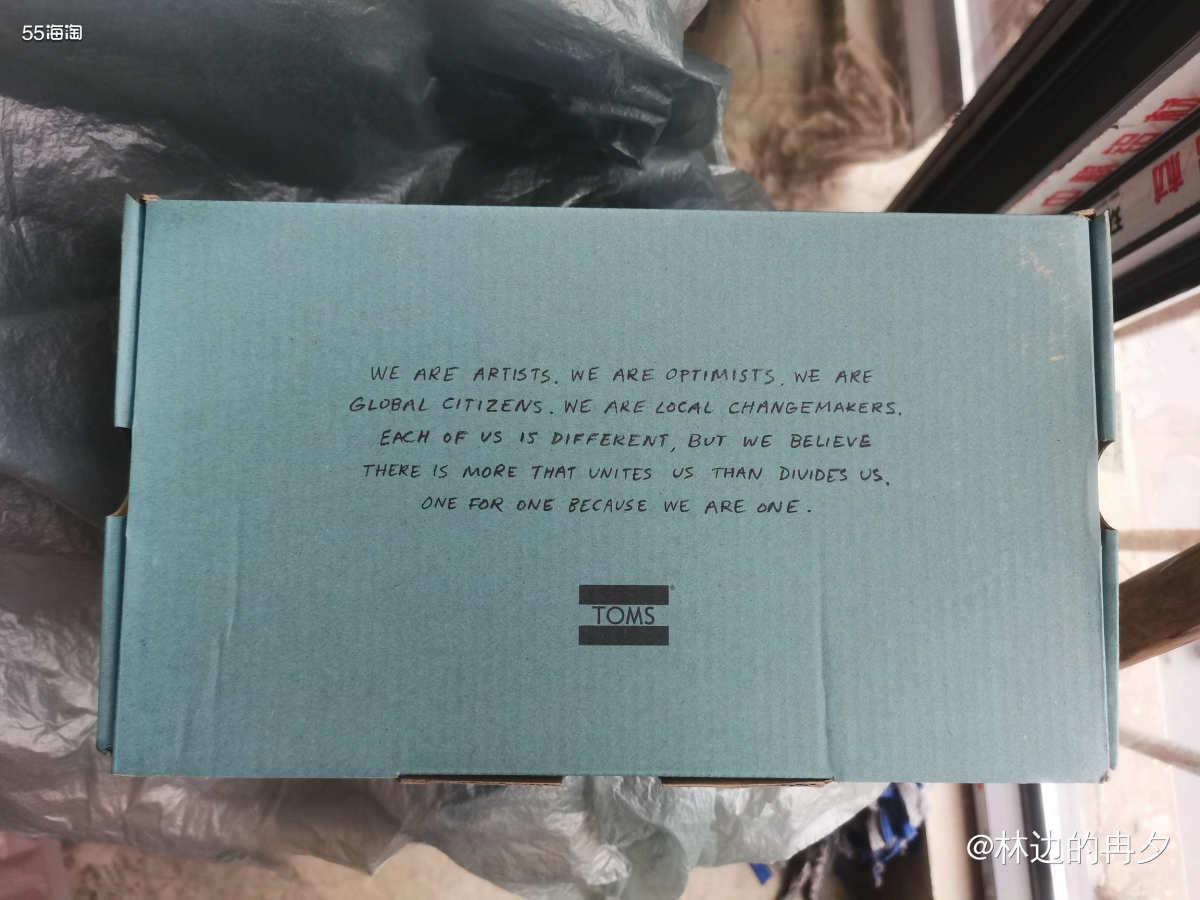 55海淘
WE ARE ARTISTS. WE ARE OPTIMISTS. WE ARE
GLOBAL CITIZENS. WE ARE LOCAL CHANGEMAKERS.
EACH OF US IS DIFFERENT, BUT WE BELIEVE
THERE IS MORE THAT UNITES US THAN DIVIDES US.
ONE FOR ONE BECAUSE WE ARE ONE.
TOMS
@林边的冉夕